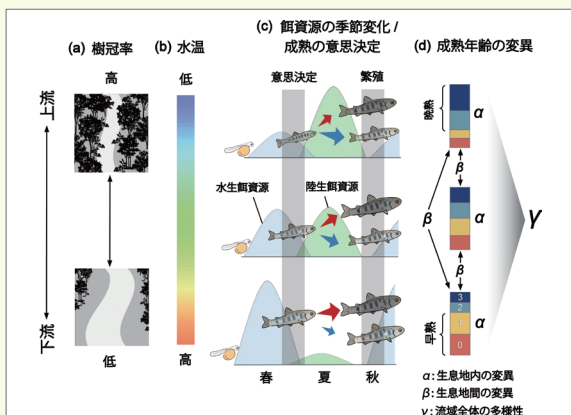 (a) 樹冠率
(b) 水温
(c) 餌資源の季節変化 /
成熟の意思決定
(d) 成熟年齢の変異
高
低
意思決定
繁殖
上流
下流
水生餌資源
陸生餌資源
晩熟
早熟
α
β
β
α
β
γ
3
2
1
0
α
低
高
春
夏
秋
α: 生息地内の変異
β: 生息地間の変異
γ: 流域全体の多様性